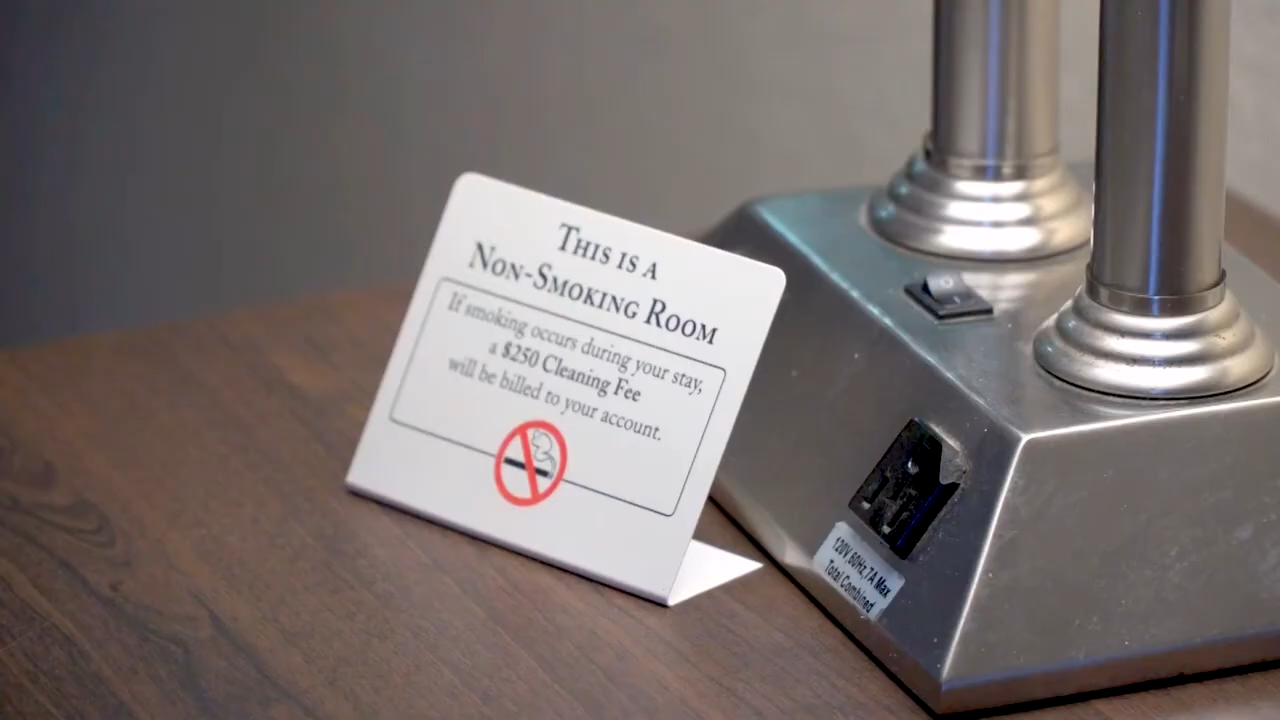 This is a
Non-Smoking Room
If smoking occurs during your stay,
a $250 Cleaning Fee
will be billed to your account.
120V,60Hz,7A Max
Total Combined